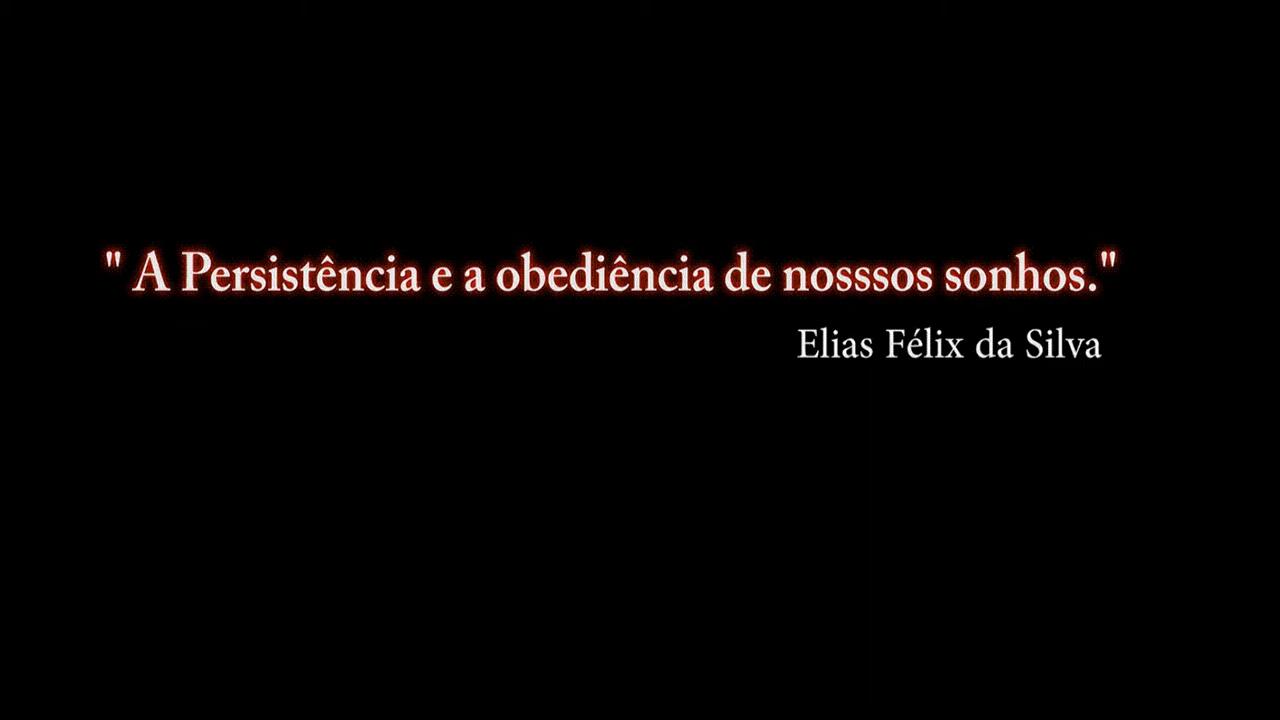 " A Persistência e a obediência de nosssos sonhos."
Elias Félix da Silva